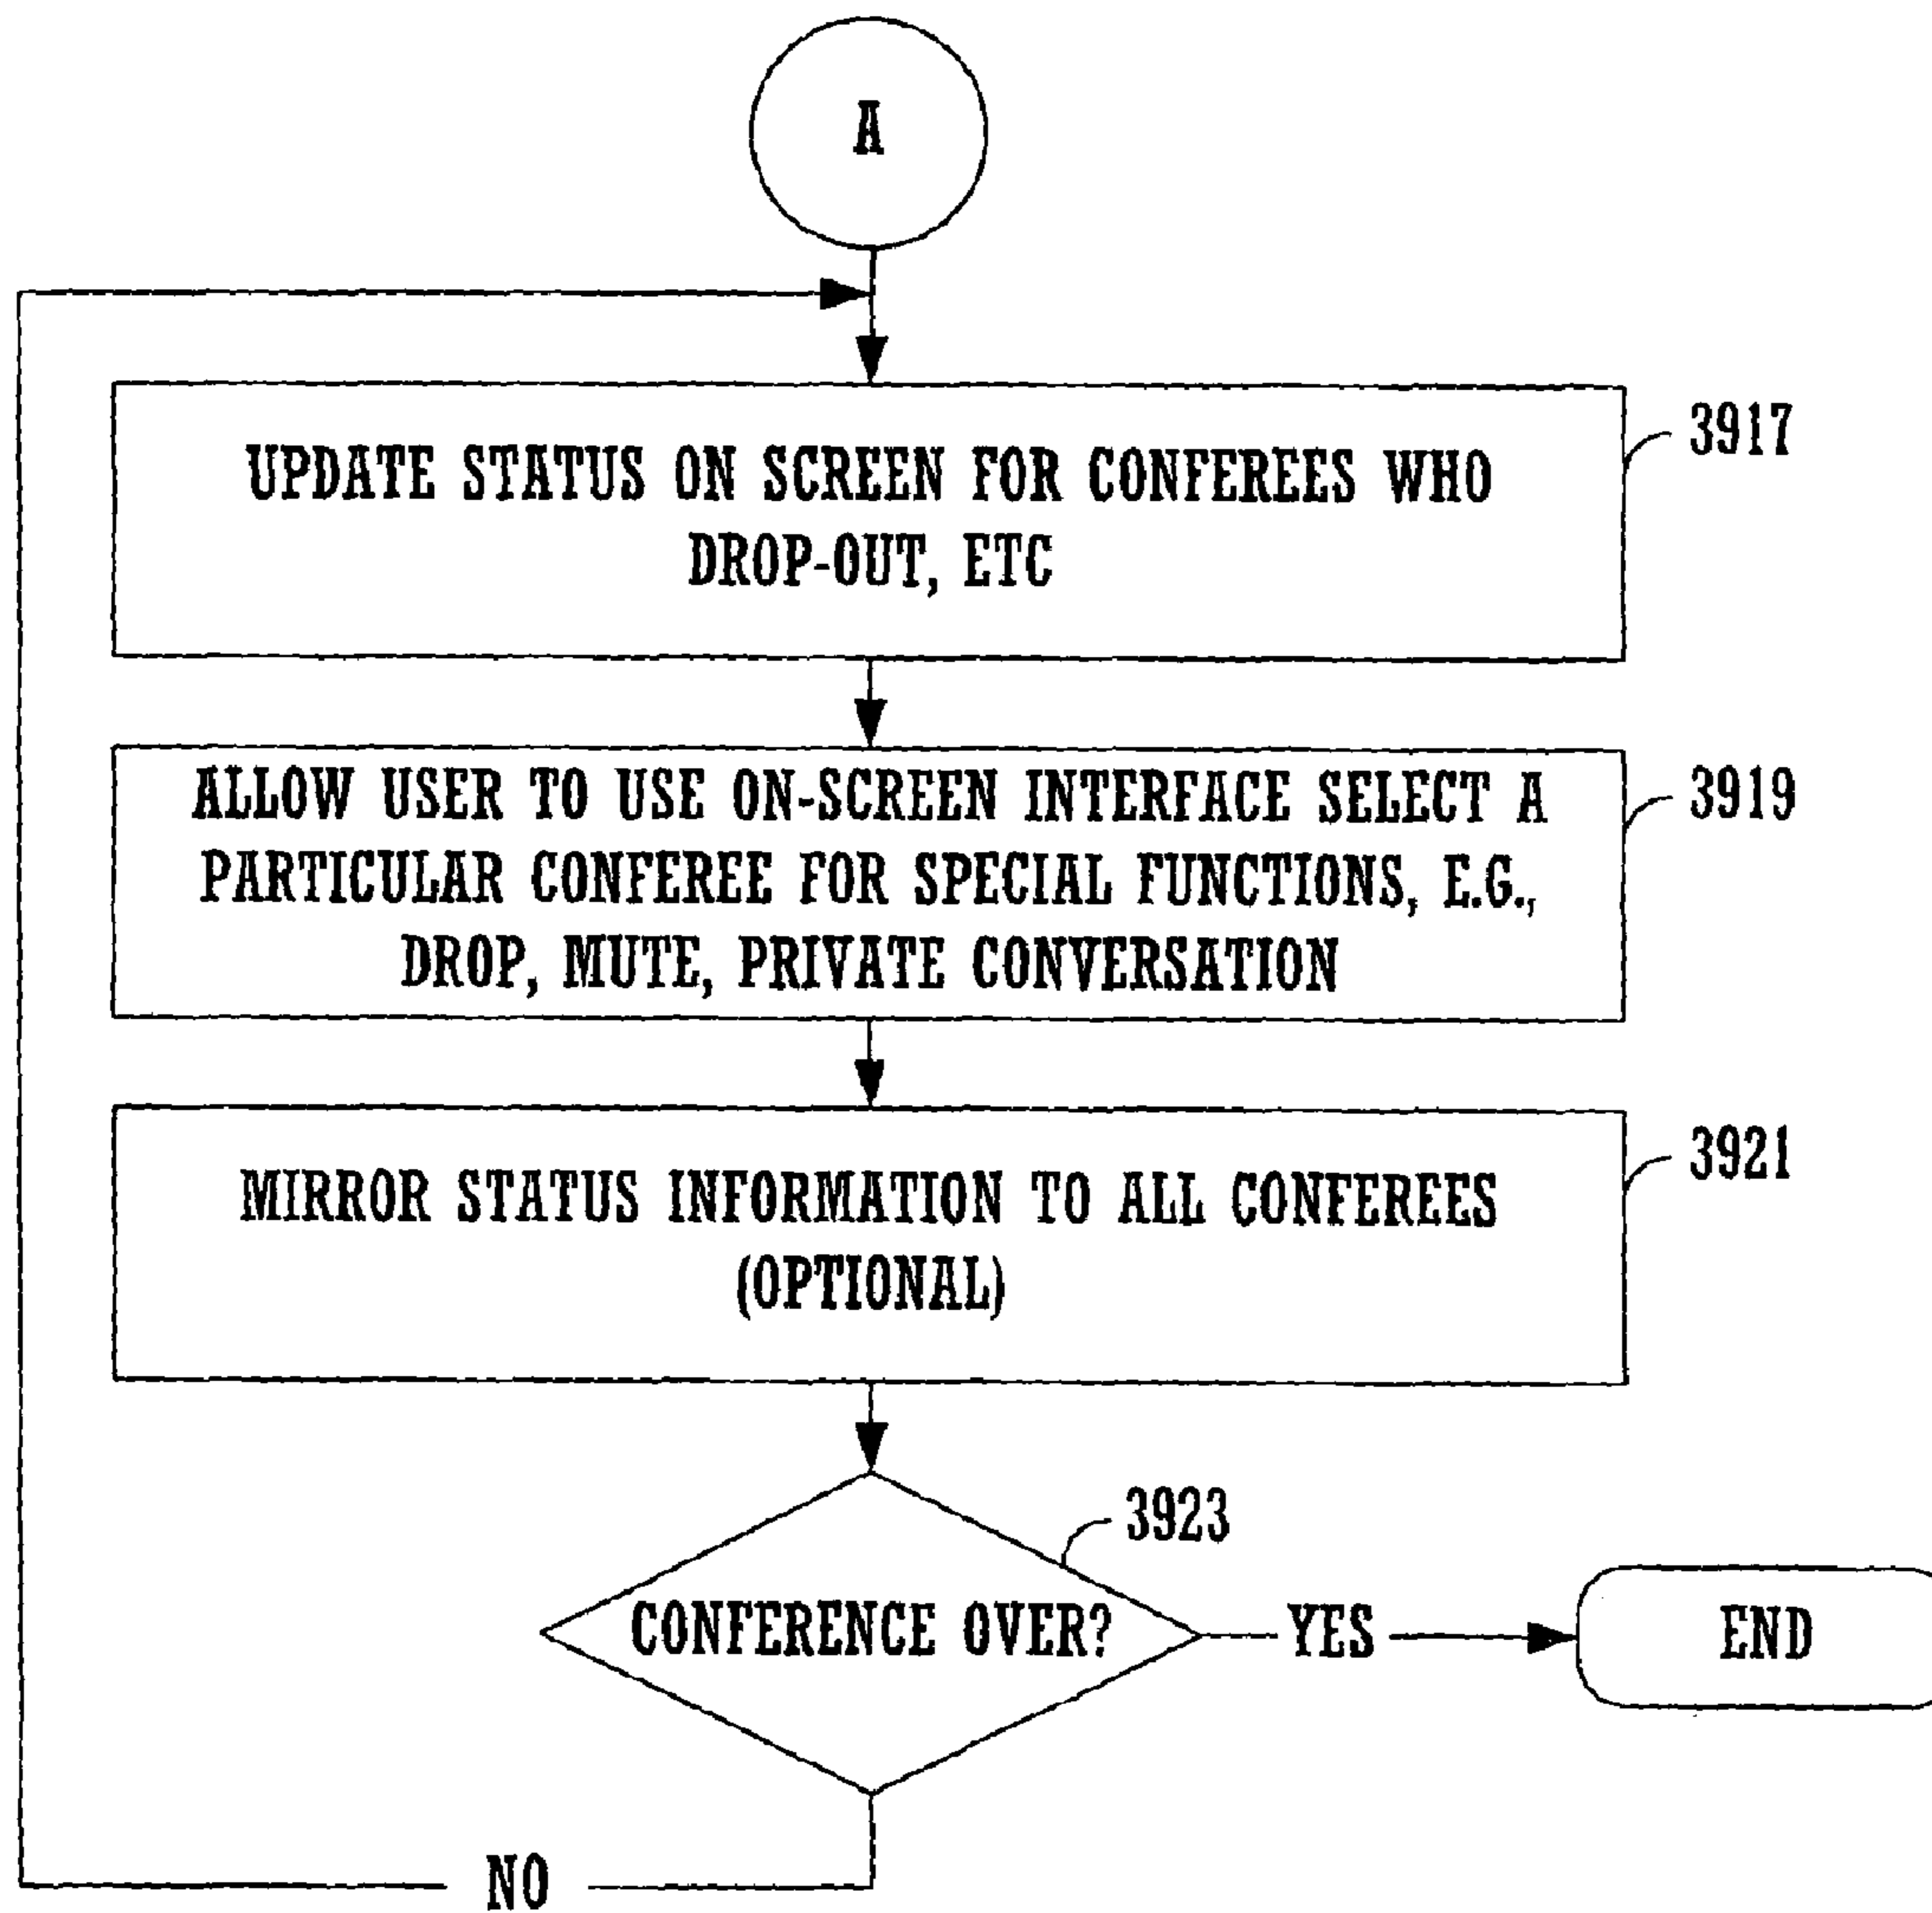 A
UPDATE STATUS ON SCREEN FOR CONFEREES WHO
DROP-OUT, ETC
3917
ALLOW USER TO USE ON-SCREEN INTERFACE SELECT A
PARTICULAR CONFEREE FOR SPECIAL FUNCTIONS, E.G.,
DROP, MUTE, PRIVATE CONVERSATION
3919
MIRROR STATUS INFORMATION TO ALL CONFEREES
(OPTIONAL)
3921
3923
CONFERENCE OVER?
YES
END
NO